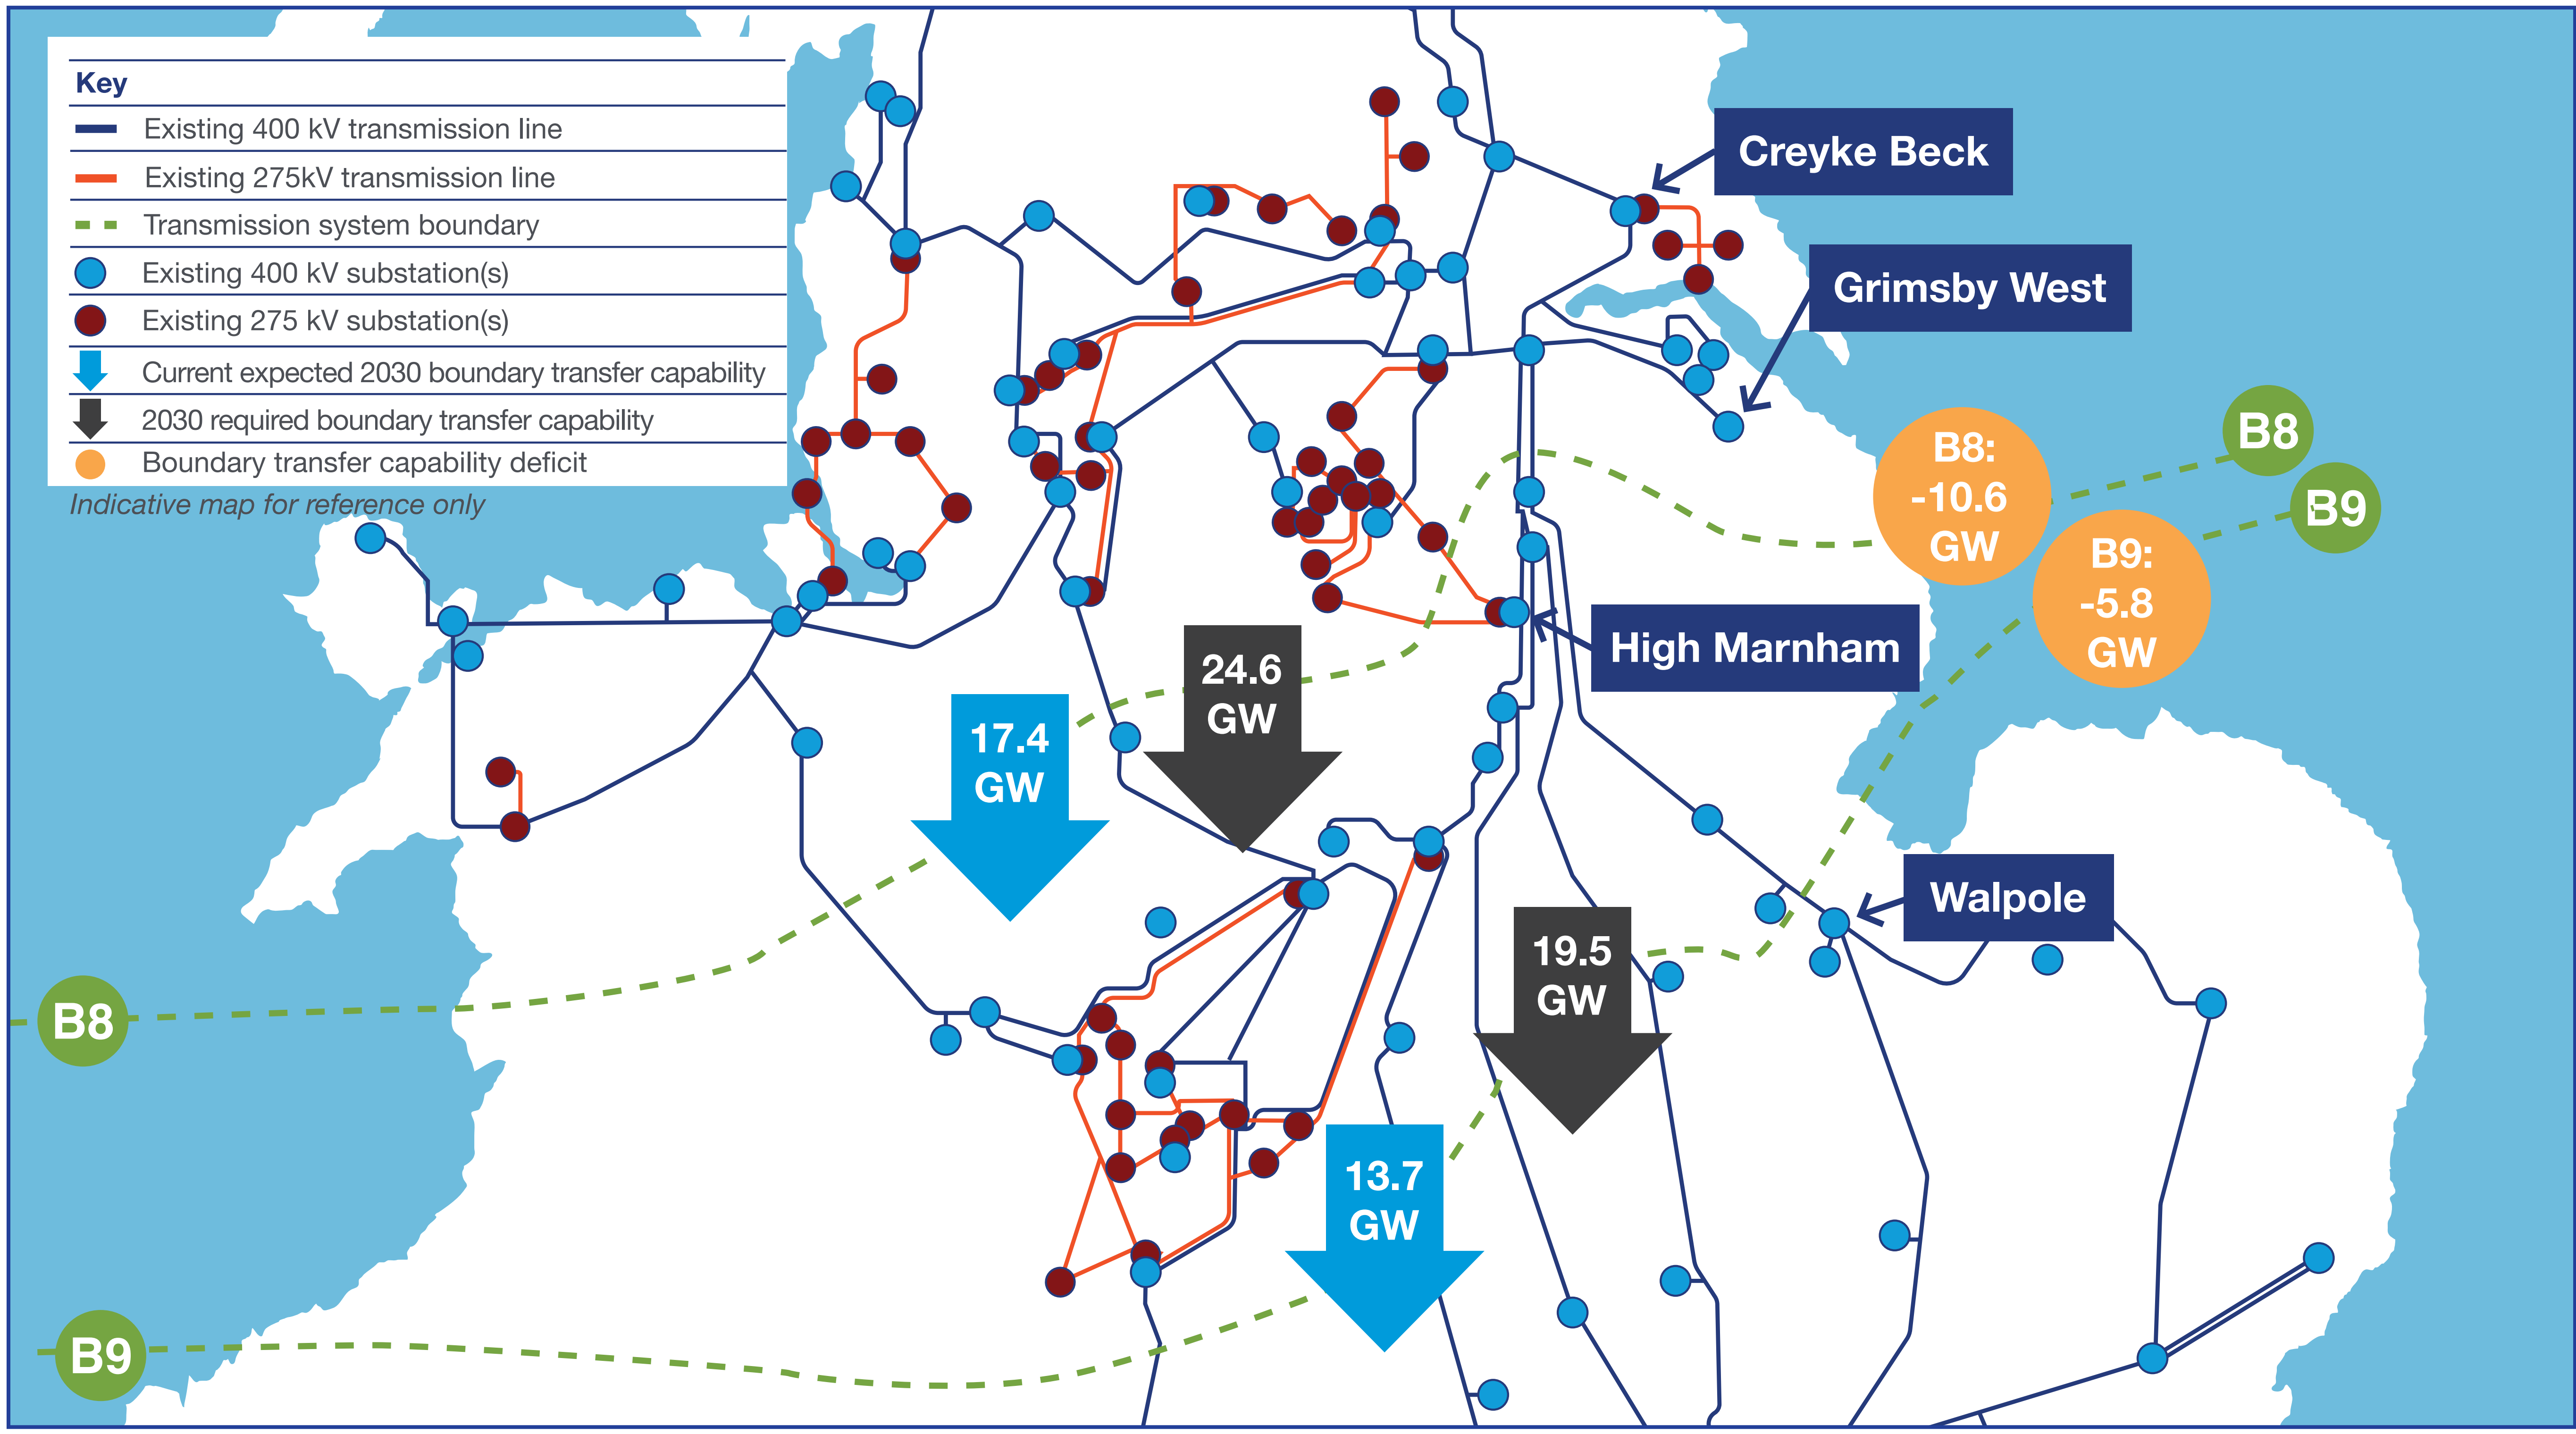 Key
Existing 400 kV transmission line
Existing 275kV transmission line
Transmission system boundary
Existing 400 kV substation(s)
Existing 275 kV substation(s)
Current expected 2030 boundary transfer capability
2030 required boundary transfer capability
Boundary transfer capability deficit
Indicative map for reference only
Creyke Beck
Grimsby West
B8
B9
B8:
-10.6
GW
B9:
-5.8
GW
High Marnham
24.6
GW
17.4
GW
Walpole
19.5
GW
B8
13.7
GW
B9